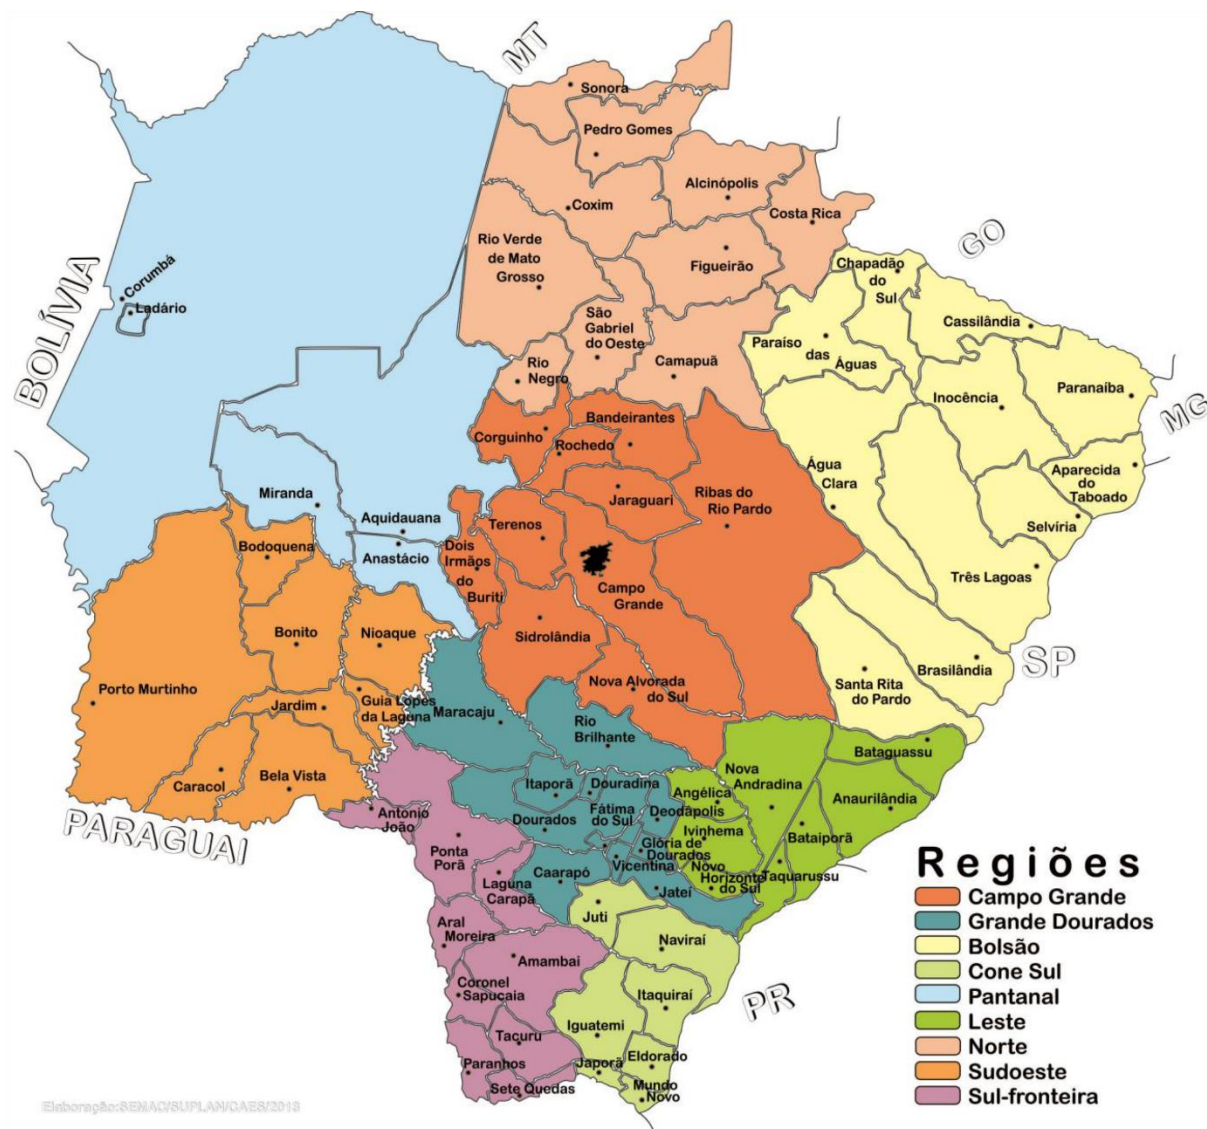 MT
Sonora
Pedro Gomes
Alcinópolis
Costa Rica
Coxim
Rio Verde
de Mato
Grosso
Figueirão
GO
Chapadão
do
Sul
BOLÍVIA
Corumbá
Ladário
São
Gabriel
do Oeste
Cassilândia
Paraíso
das Águas
Camapuã
Rio
Negro
Inocência
Paranaíba
MG
Bandeirantes
Corguinho
Rochedo
Água
Clara
Aparecida
do
Taboado
Jaraguari
Ribas do
Rio Pardo
Miranda
Aquidauana
Terenos
Selvíria
Bodoquena
Anastácio
Dois
Irmãos
do
Buriti
Três Lagoas
Campo
Grande
Bonito
Nioaque
Sidrolândia
Brasilândia
SP
Santa Rita
do Pardo
Porto Murtinho
Jardim
Guia Lopes
da Laguna
Nova Alvorada
do Sul
Maracaju
Rio
Brilhante
Bataguassu
Caracol
Bela Vista
Itaporã
Douradina
Angélica
Nova
Andradina
Anaurilândia
PARAGUAI
Antonio
João
Dourados
Fátima
do Sul
Deodápolis
Ivinhema
Bataiporã
Ponta
Porã
Glória de
Dourados
Vicentina
Novo
Horizonte
do Sul
Taquarussu
Laguna
Carapã
Caarapó
Jateí
Juti
Aral
Moreira
Naviraí
Amambai
Coronel
Sapucaia
Itaquiraí
PR
Iguatemi
Tacuru
Eldorado
Paranhos
Japorã
Sete Quedas
Mundo
Novo
Regiões
Campo Grande
Grande Dourados
Bolsão
Cone Sul
Pantanal
Leste
Norte
Sudoeste
Sul-fronteira
Elaboração:SEMAC/SUPLAN/CAES/2013